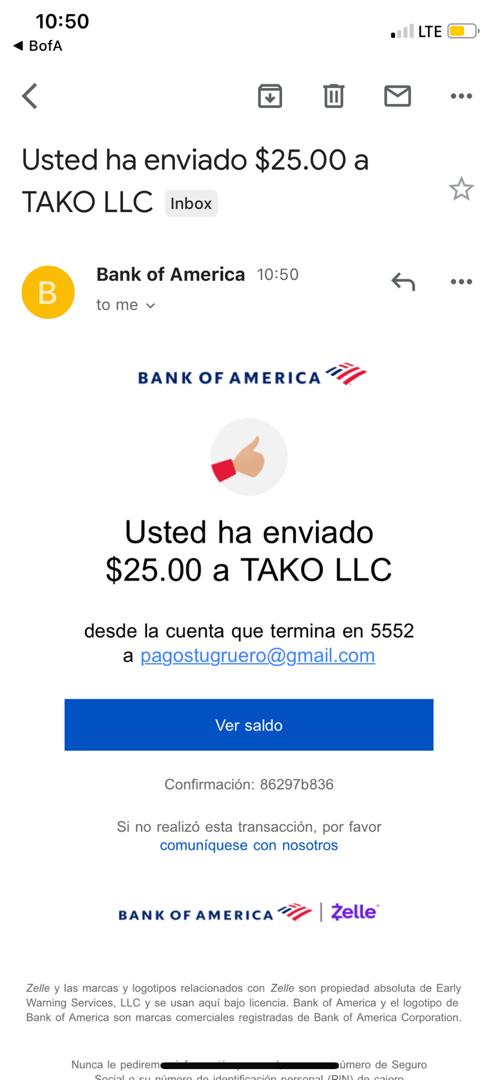 10:50
LTE
◀ BofA
Usted ha enviado $25.00 a
TAKO LLC Inbox
B
Bank of America 10:50
to me
BANK OF AMERICA
Usted ha enviado
$25.00 a TAKO LLC
desde la cuenta que termina en 5552
a pagostugruero@gmail.com
Ver saldo
Confirmación: 86297b836
Si no realizó esta transacción, por favor
comuníquese con nosotros
BANK OF AMERICA | Zelle
Zelle y las marcas y logotipos relacionados con Zelle son propiedad absoluta de Early
Warning Services, LLC y se usan aquí bajo licencia. Bank of America y el logotipo de
Bank of America son marcas comerciales registradas de Bank of America Corporation.
Nunca le pedirem número de Seguro
Social o su número de identificación personal (PIN) de cajero